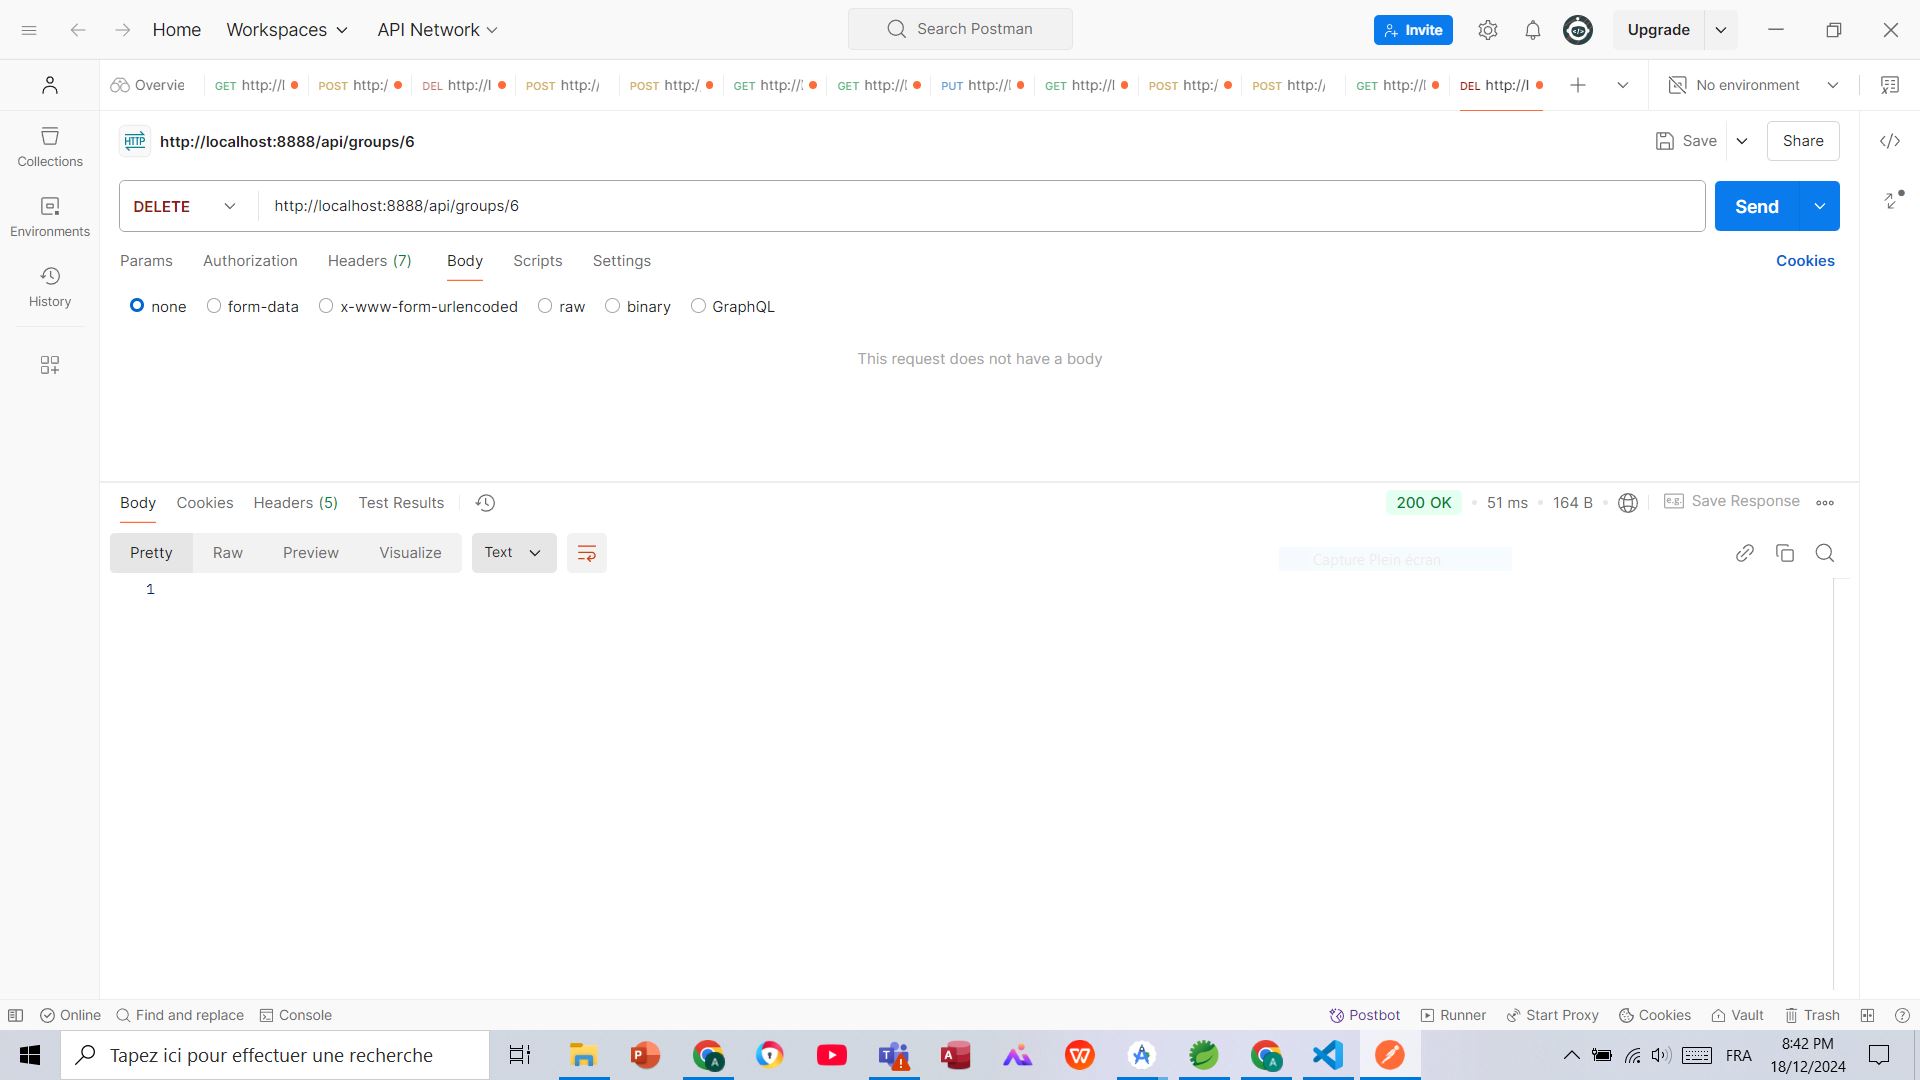 Home Workspaces API Network Search Postman Invite Upgrade
Overvie GET http://l POST http:/ DEL http://l POST http:/ POST http:/ GET http:// GET http:// PUT http:// GET http://l POST http:/ POST http:/ GET http:// DEL http://l No environment
HTTP http://localhost:8888/api/groups/6 Save Share
Collections
DELETE http://localhost:8888/api/groups/6 Send
Environments
Params Authorization Headers (7) Body Scripts Settings Cookies
History
none form-data x-www-form-urlencoded raw binary GraphQL
This request does not have a body
Body Cookies Headers (5) Test Results 200 OK 51 ms 164 B e.g. Save Response
Pretty Raw Preview Visualize Text Capture Plein écran
1
Online Find and replace Console Postbot Runner Start Proxy Cookies Vault Trash
Tapez ici pour effectuer une recherche FRA 8:42 PM
18/12/2024